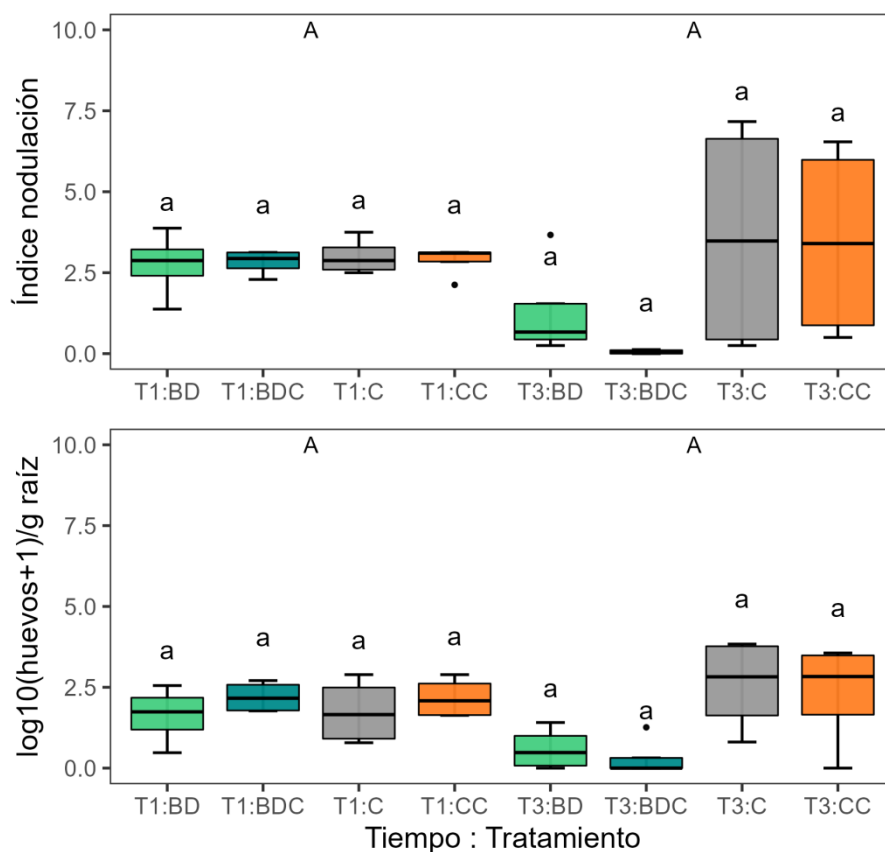 Índice nodulación
10.0
7.5
5.0
2.5
0.0
A A
a a a a a a a a
T1:BD T1:BDC T1:C T1:CC T3:BD T3:BDC T3:C T3:CC
log10(huevos+1)/g raíz
10.0
7.5
5.0
2.5
0.0
A A
a a a a a a a a
T1:BD T1:BDC T1:C T1:CC T3:BD T3:BDC T3:C T3:CC
Tiempo : Tratamiento